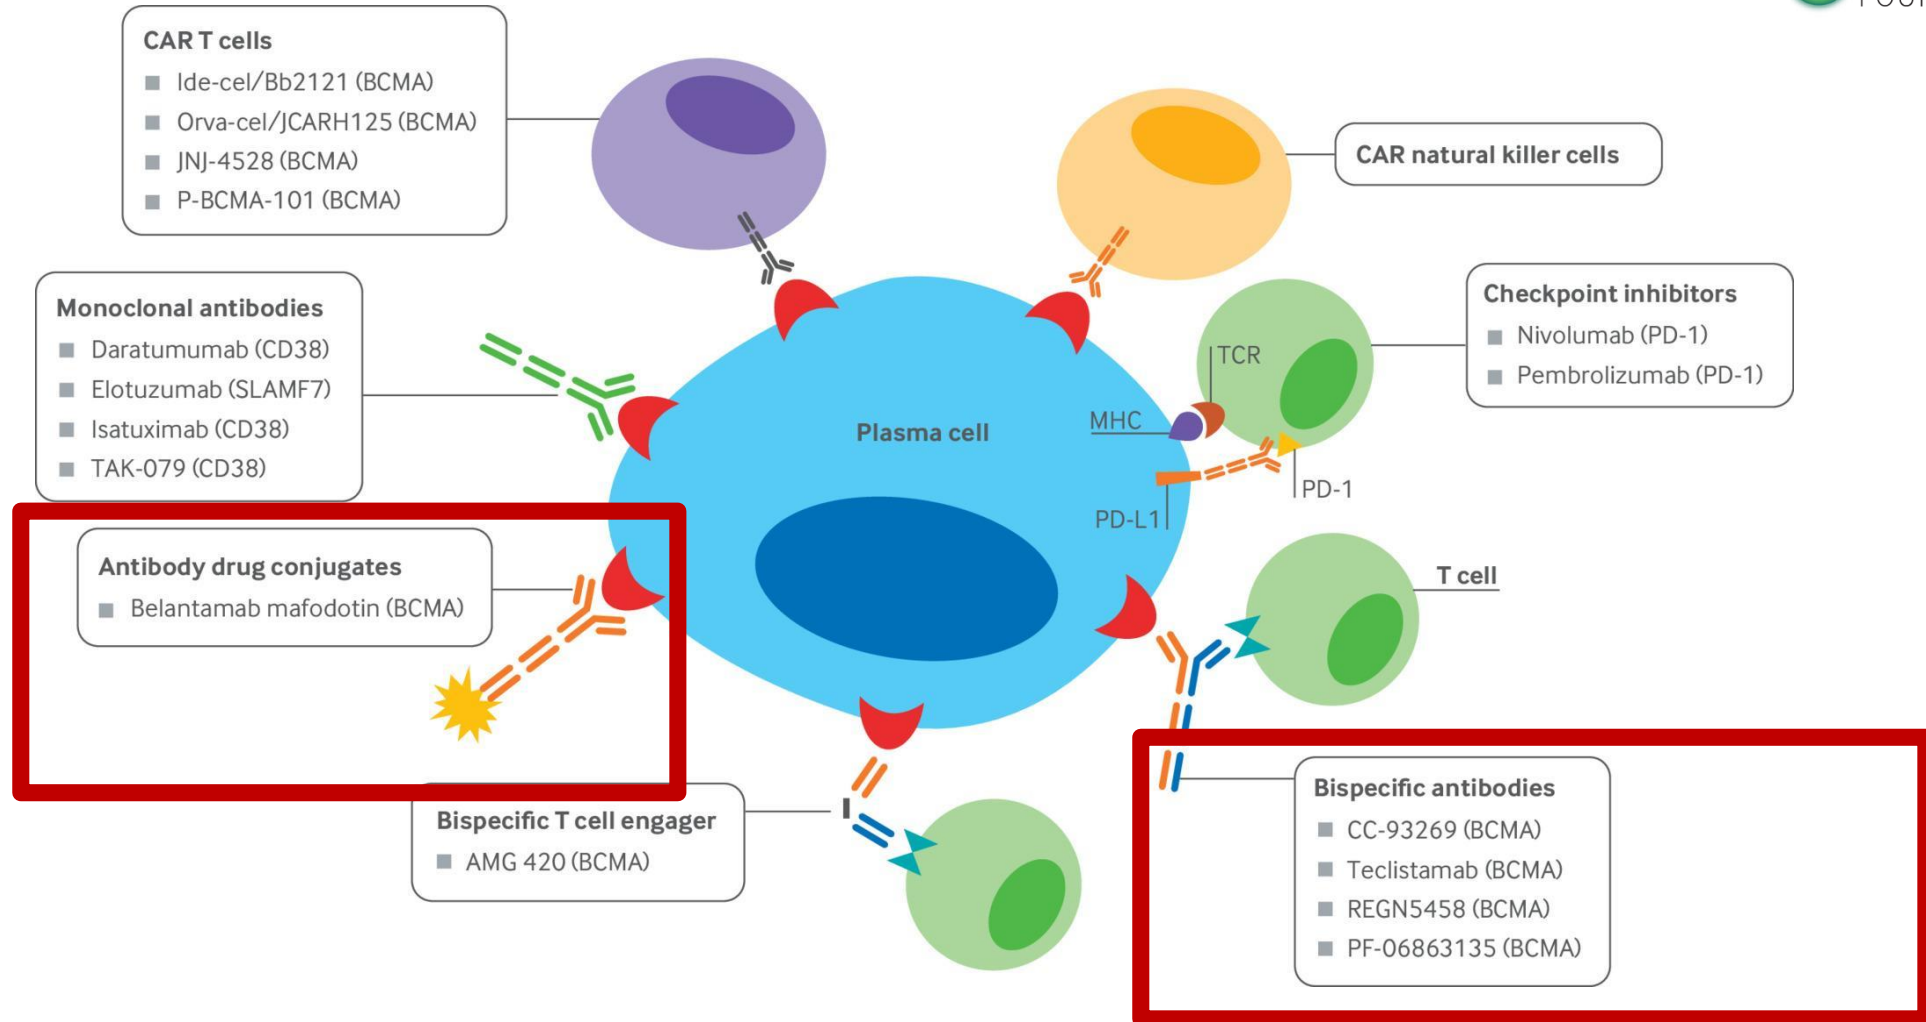 CAR T cells
Ide-cel/Bb2121 (BCMA)
Orva-cel/JCARH125 (BCMA)
JNJ-4528 (BCMA)
P-BCMA-101 (BCMA)
CAR natural killer cells
Monoclonal antibodies
Daratumumab (CD38)
Elotuzumab (SLAMF7)
Isatuximab (CD38)
TAK-079 (CD38)
Checkpoint inhibitors
Nivolumab (PD-1)
Pembrolizumab (PD-1)
TCR
MHC
Plasma cell
PD-1
PD-L1
Antibody drug conjugates
Belantamab mafodotin (BCMA)
T cell
Bispecific T cell engager
AMG 420 (BCMA)
Bispecific antibodies
CC-93269 (BCMA)
Teclistamab (BCMA)
REGN5458 (BCMA)
PF-06863135 (BCMA)